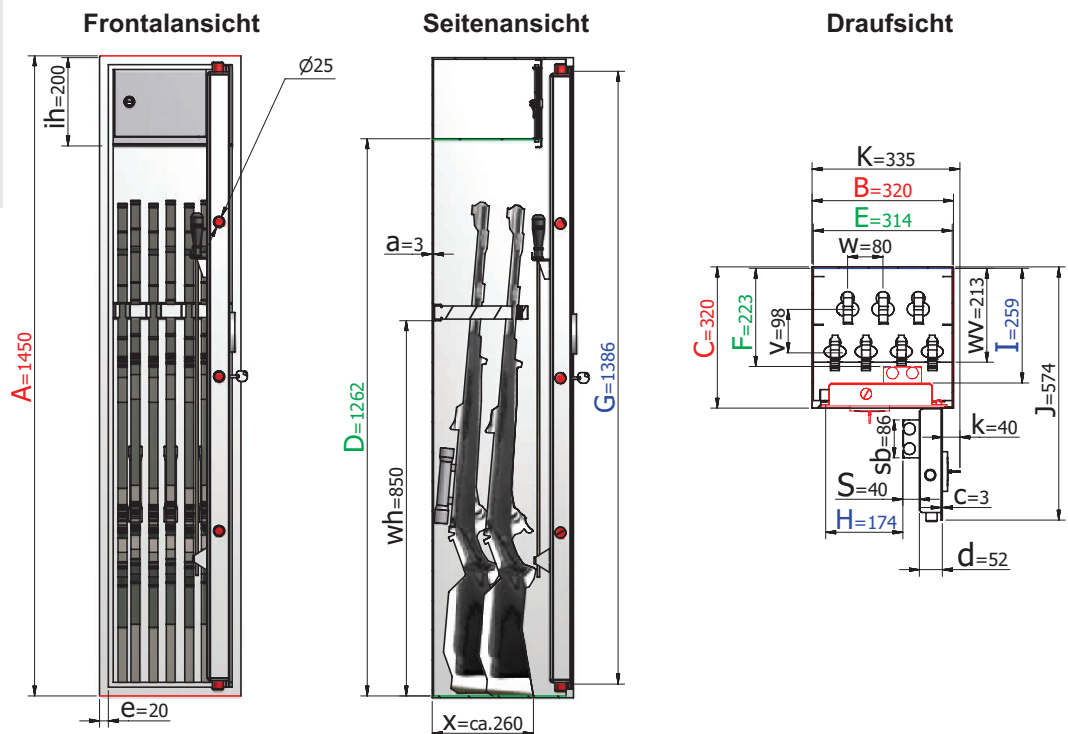 Frontalansicht
Seitenansicht
Draufsicht
ih=200
Ø25
A=1450
e=20
a=3
D=1262
wh=850
G=1386
x=ca.260
K=335
B=320
E=314
w=80
C=320
F=223
v=98
wv=213
I=259
J=574
sb=86
k=40
S=40
c=3
H=174
d=52